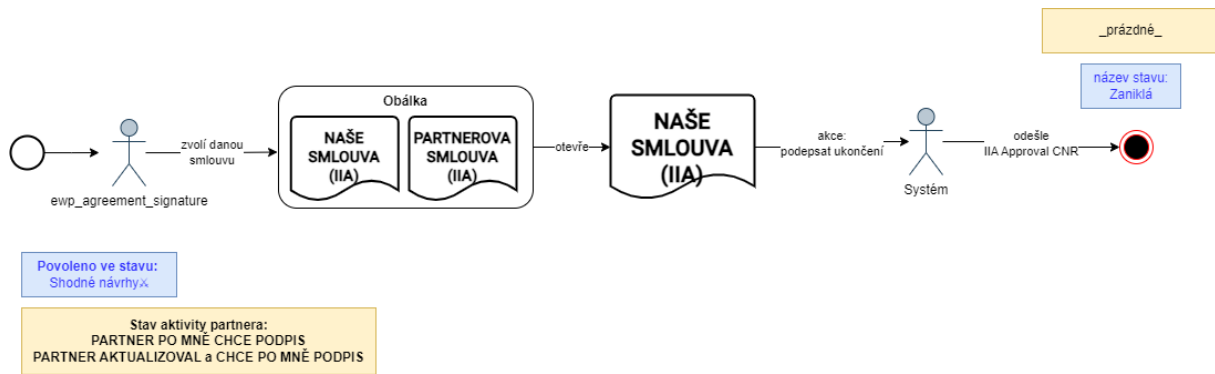 _prázdné_
název stavu:
Zaniklá
Obálka
NAŠE
SMLOUVA
(IIA)
PARTNEROVA
SMLOUVA
(IIA)
zvolí danou
smlouvu
ewp_agreement_signature
otevře
NAŠE
SMLOUVA
(IIA)
akce:
podepsat ukončení
Systém
odešle
IIA Approval CNR
Povoleno ve stavu:
Shodné návrhy⚔
Stav aktivity partnera:
PARTNER PO MNĚ CHCE PODPIS
PARTNER AKTUALIZOVAL a CHCE PO MNĚ PODPIS